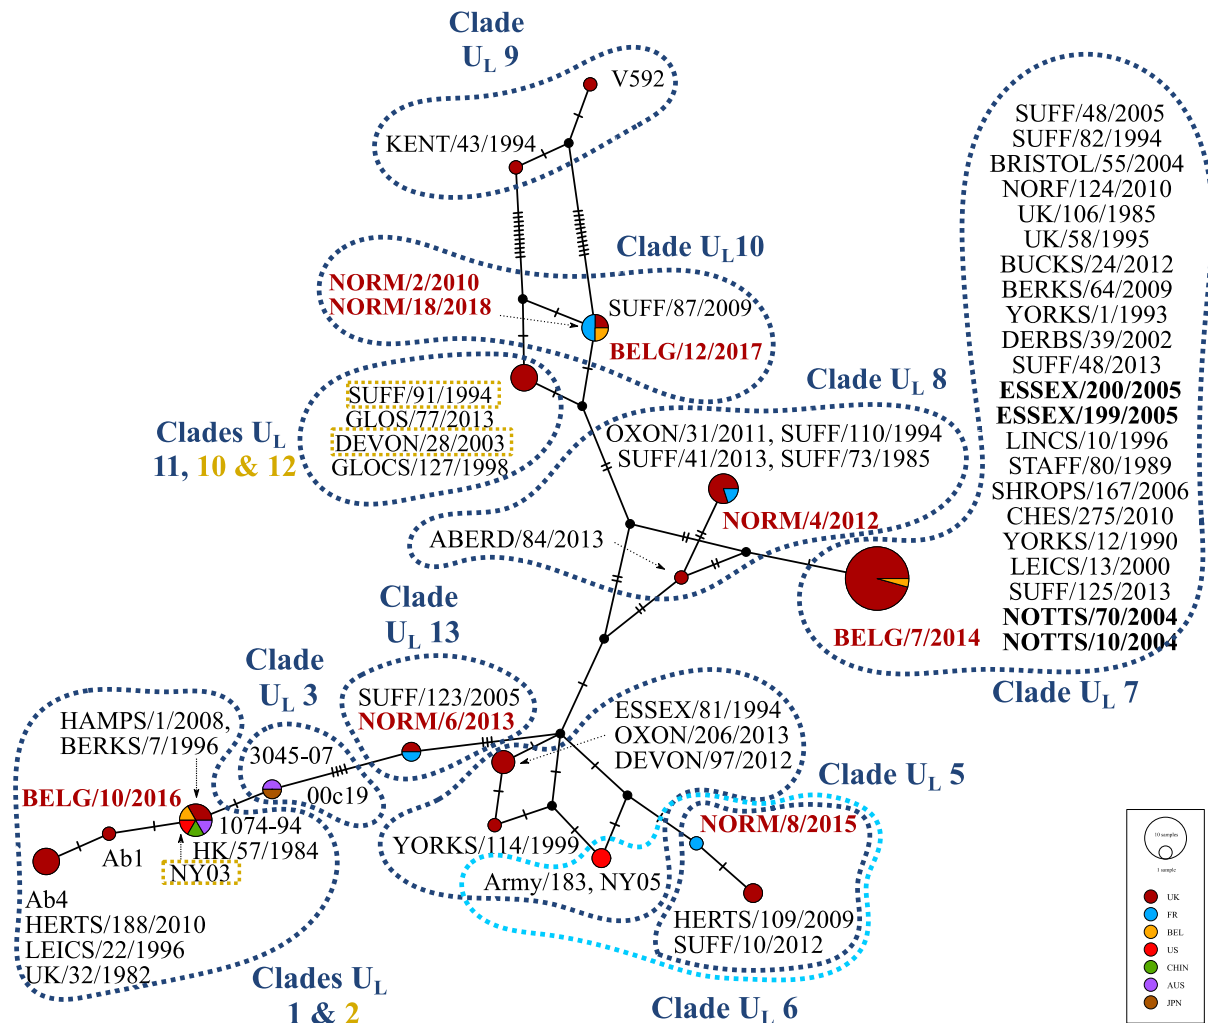 Clade
U_L 9
V592
KENT/43/1994
Clade U_L10
NORM/2/2010
NORM/18/2018
SUFF/87/2009
BELG/12/2017
SUFF/91/1994
GLOS/77/2013
DEVON/28/2003
GLOCS/127/1998
Clades U_L
11, 10 & 12
Clade U_L 8
OXON/31/2011, SUFF/110/1994
SUFF/41/2013, SUFF/73/1985
NORM/4/2012
ABERD/84/2013
SUFF/48/2005
SUFF/82/1994
BRISTOL/55/2004
NORF/124/2010
UK/106/1985
UK/58/1995
BUCKS/24/2012
BERKS/64/2009
YORKS/1/1993
DERBS/39/2002
SUFF/48/2013
ESSEX/200/2005
ESSEX/199/2005
LINCS/10/1996
STAFF/80/1989
SHROPS/167/2006
CHES/275/2010
YORKS/12/1990
LEICS/13/2000
SUFF/125/2013
NOTTS/70/2004
NOTTS/10/2004
BELG/7/2014
Clade U_L 7
Clade
U_L 13
SUFF/123/2005
NORM/6/2013
Clade
U_L 3
3045-07
00c19
HAMPS/1/2008,
BERKS/7/1996
BELG/10/2016
1074-94
HK/57/1984
NY03
Ab1
Ab4
HERTS/188/2010
LEICS/22/1996
UK/32/1982
Clades U_L
1 & 2
ESSEX/81/1994
OXON/206/2013
DEVON/97/2012
Clade U_L 5
YORKS/114/1999
Army/183, NY05
NORM/8/2015
HERTS/109/2009
SUFF/10/2012
Clade U_L 6
10 samples
1 sample
UK
FR
BEL
US
CHIN
AUS
JPN